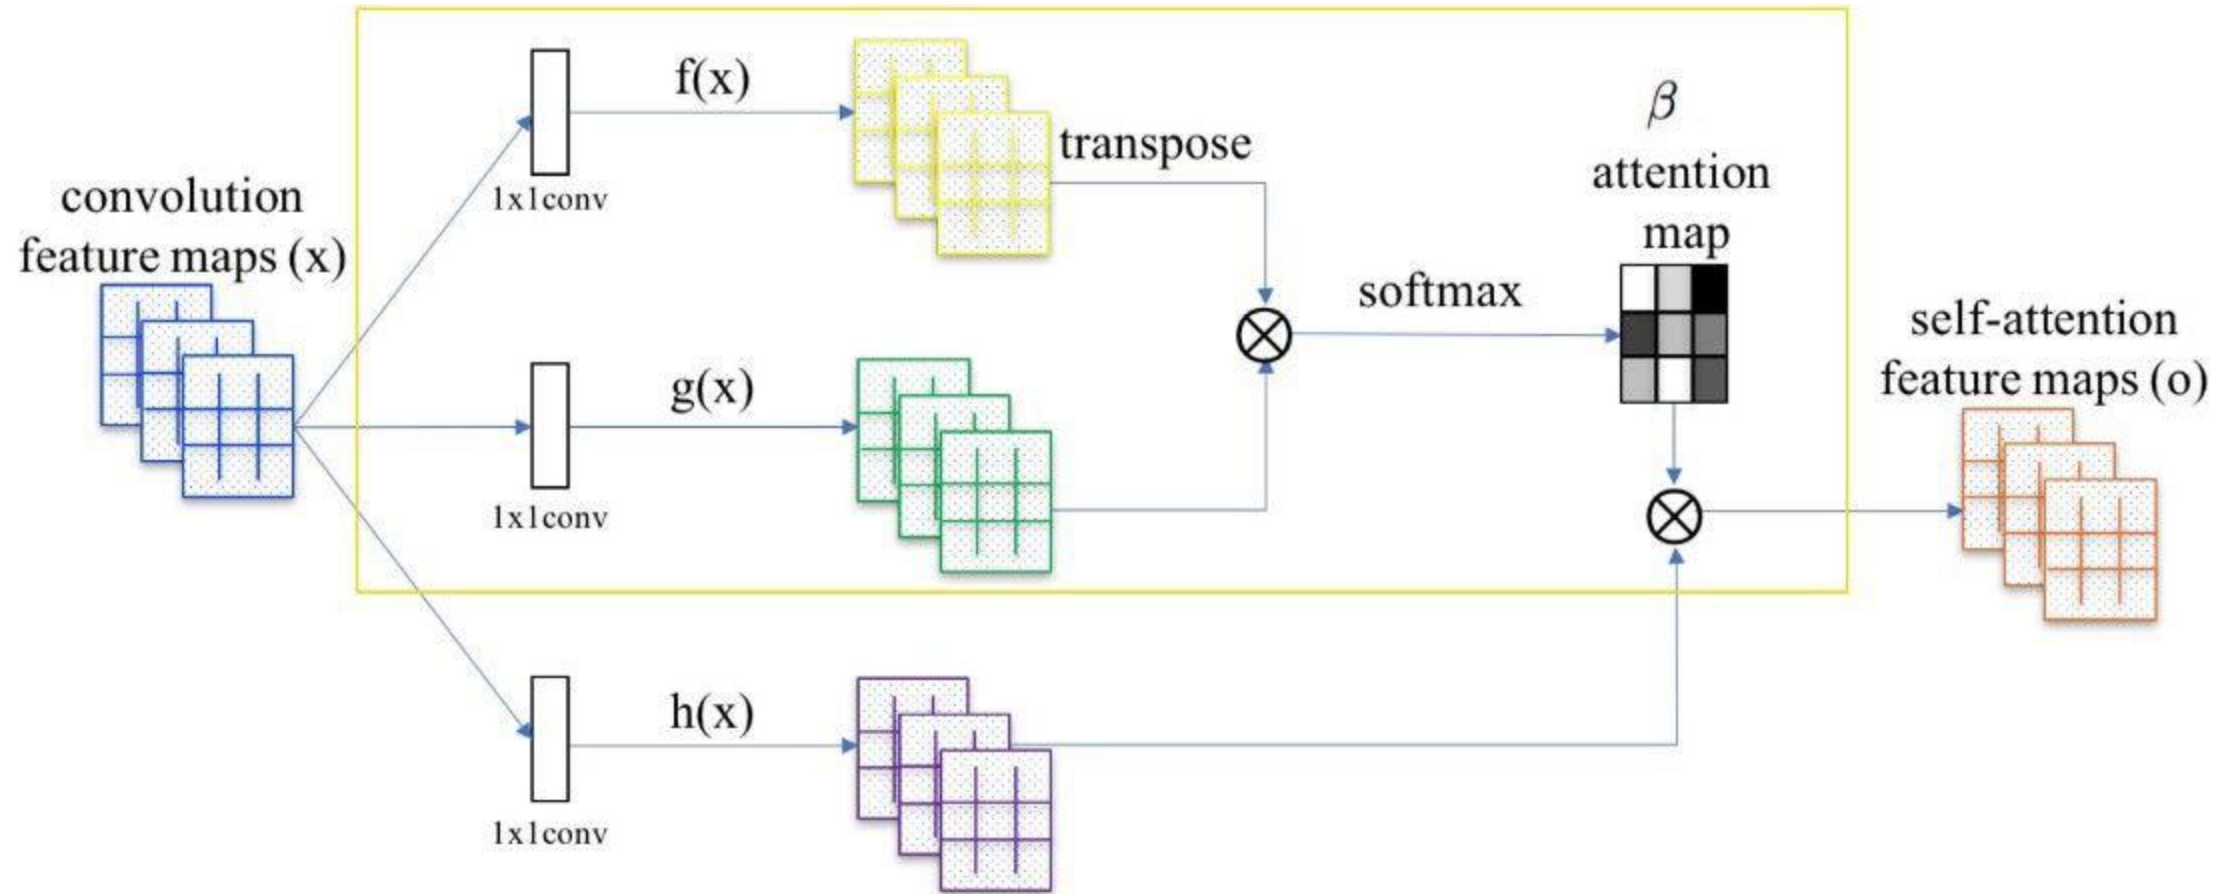 convolution
feature maps (x)
1x1conv
f(x)
transpose
1x1conv
g(x)
softmax
β
attention
map
1x1conv
h(x)
self-attention
feature maps (o)